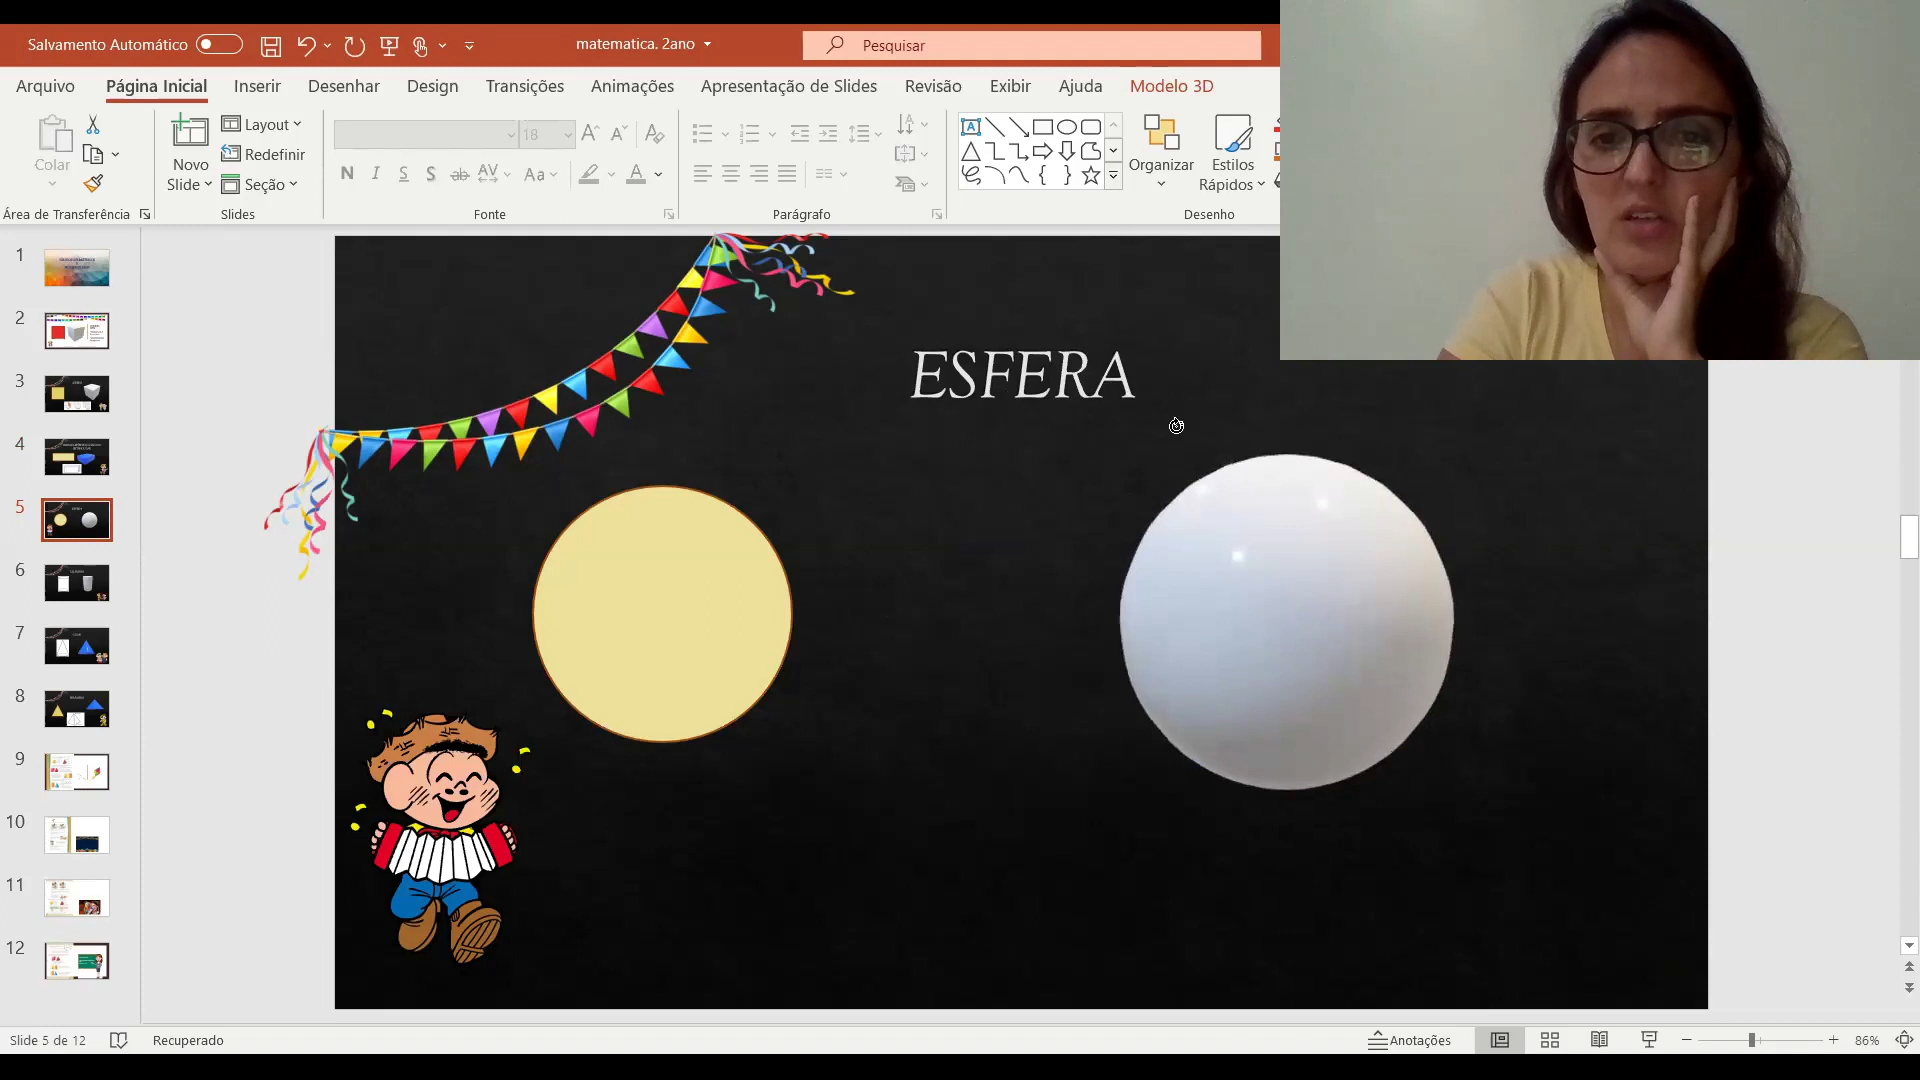 Salvamento Automático
matematica. 2ano
Pesquisar
Arquivo
Página Inicial
Inserir
Desenhar
Design
Transições
Animações
Apresentação de Slides
Revisão
Exibir
Ajuda
Modelo 3D
Colar
Novo
Slide
Layout
Redefinir
Seção
18
N I S S ab AV Aa A
Organizar
Estilos
Rápidos
Área de Transferência
Slides
Fonte
Parágrafo
Desenho
1
2
3
4
5
6
7
8
9
10
11
12
ESFERA
Slide 5 de 12
Recuperado
Anotações
86%